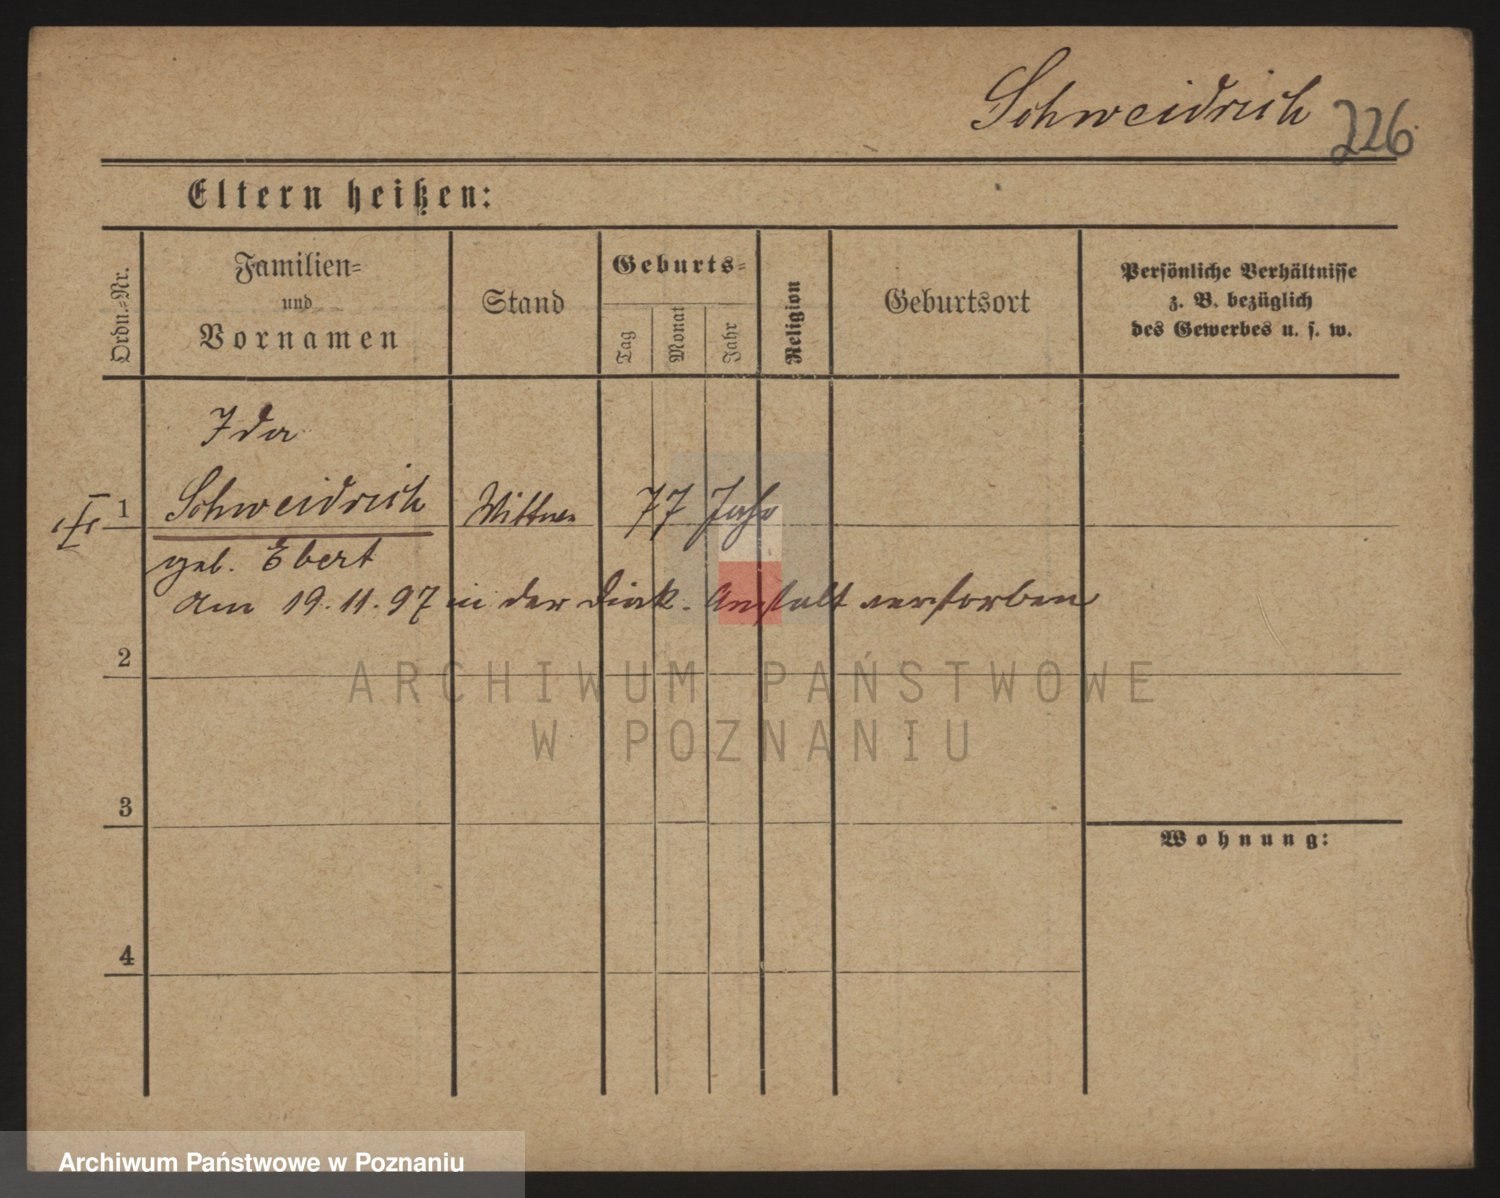 Schweidrich 226.
Eltern heißen:
Ordn.=Nr.
Familien=
und
Vornamen
Stand
Geburts=
Tag
Monat
Jahr
Religion
Geburtsort
Persönliche Verhältnisse
z. B. bezüglich
des Gewerbes u. s. w.
Ida
1 Schweidrich Wittwe 77 Jahr
geb. Ebert
am 19.11.97 in der Diak. Anstalt verstorben
2
ARCHIWUM PAŃSTWOWE
W POZNANIU
3
Wohnung:
4
Archiwum Państwowe w Poznaniu